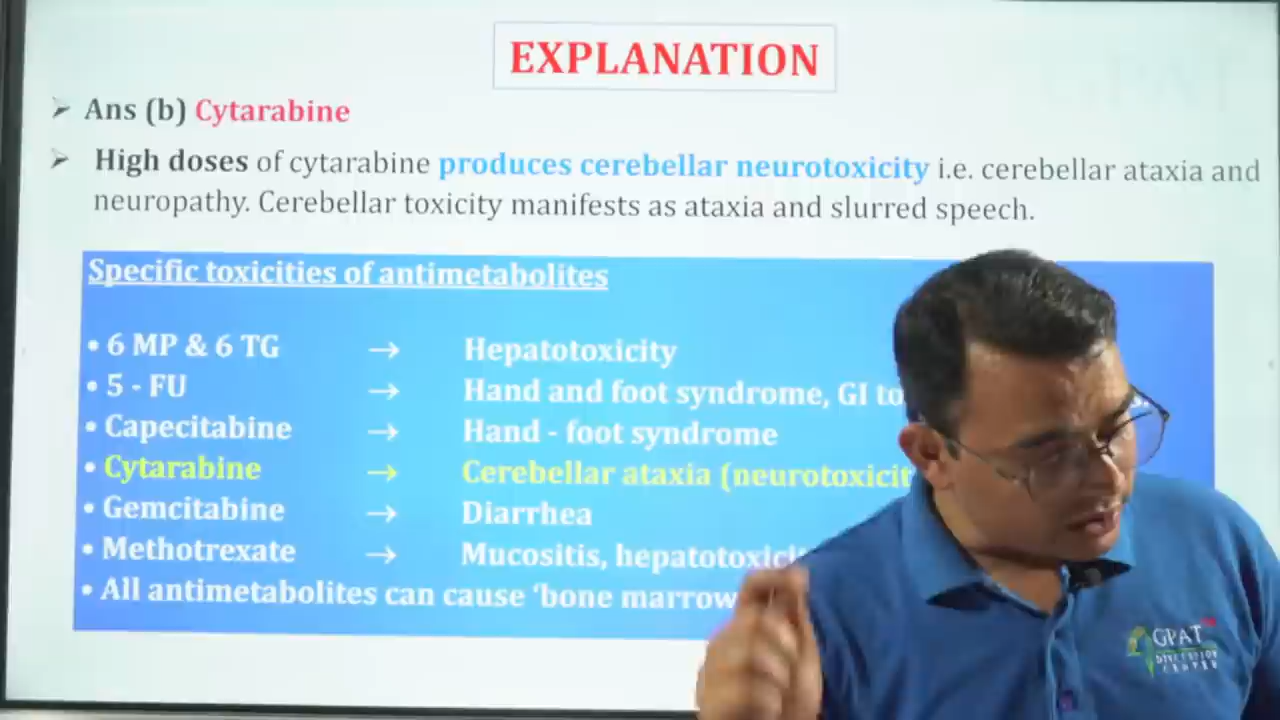 EXPLANATION
➢ Ans (b) Cytarabine
➢ High doses of cytarabine produces cerebellar neurotoxicity i.e. cerebellar ataxia and
neuropathy. Cerebellar toxicity manifests as ataxia and slurred speech.
Specific toxicities of antimetabolites
• 6 MP & 6 TG → Hepatotoxicity
• 5 - FU → Hand and foot syndrome, GI
• Capecitabine → Hand - foot syndrome
• Cytarabine → Cerebellar ataxia
• Gemcitabine → Diarrhea
• Methotrexate → Mucositis,
• All antimetabolites can cause ‘bone marrow
GPAT
DISCUSSION
CENTER